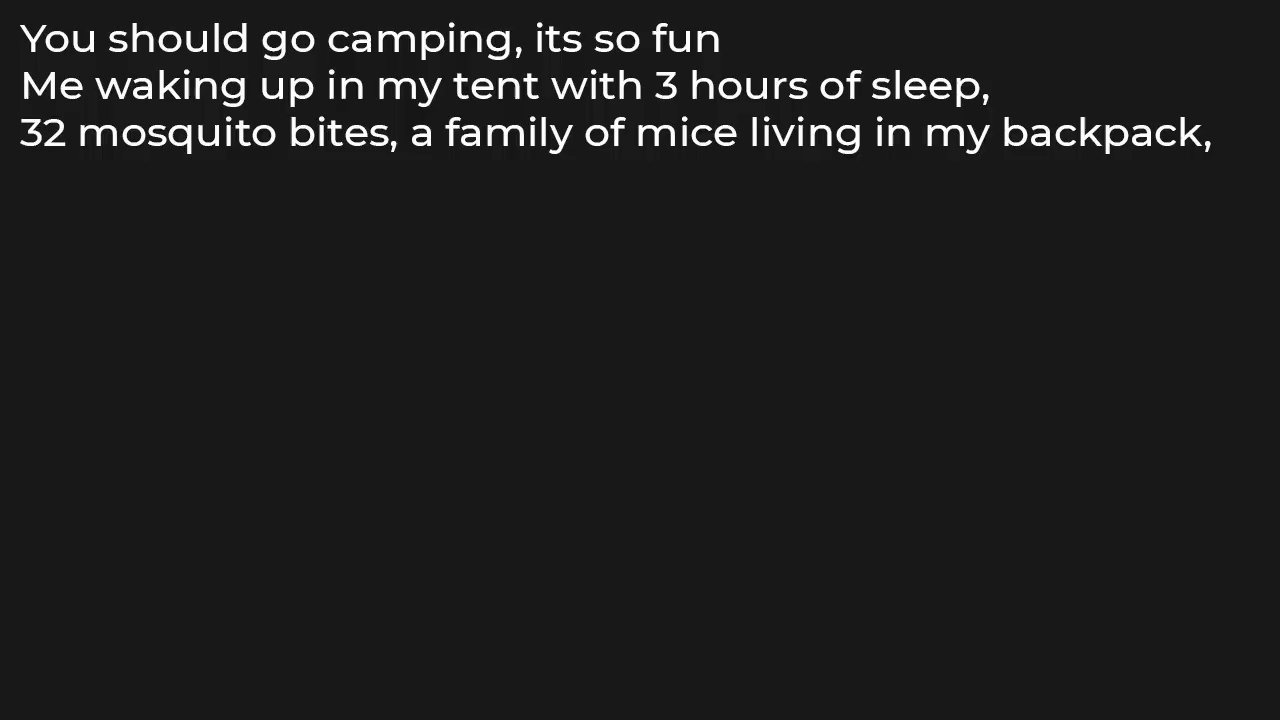 You should go camping, its so fun
Me waking up in my tent with 3 hours of sleep,
32 mosquito bites, a family of mice living in my backpack,